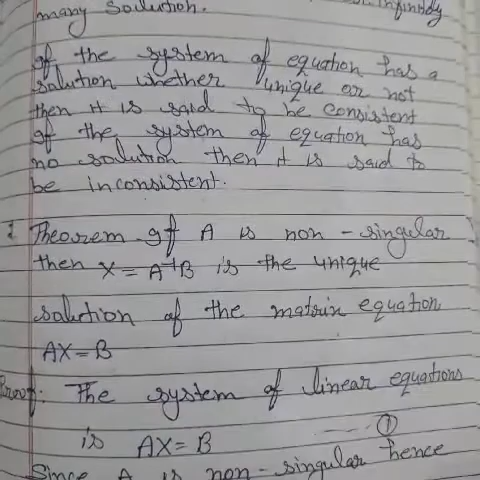 many Solution. infinitely
If the system of equation has a
solution whether unique or not
then it is said to be consistent
If the system of equation has
no solution then it is said to
be inconsistent.
Theorem - If A is non-singular
then X = A⁻¹B is the unique
solution of the matrix equation
AX = B
Proof: The system of linear equations
is AX = B ---- ①
Since A is non-singular hence